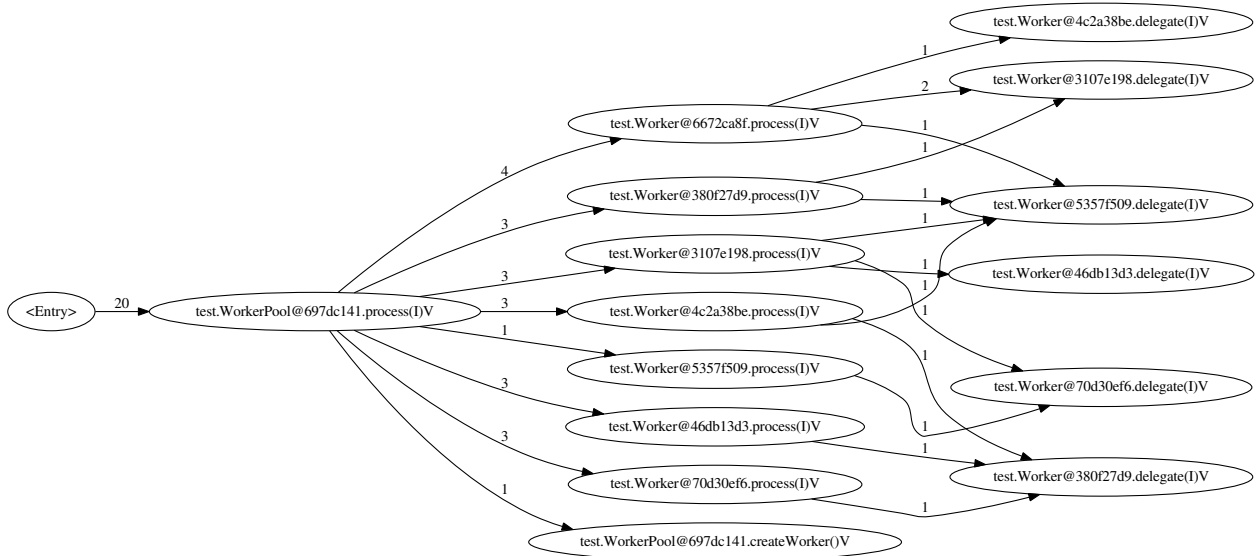 test.Worker@4c2a38be.delegate(I)V
1
test.Worker@3107e198.delegate(I)V
2
test.Worker@6672ca8f.process(I)V
1
1
4
test.Worker@380f27d9.process(I)V
1
test.Worker@5357f509.delegate(I)V
3
1
test.Worker@3107e198.process(I)V
1
test.Worker@46db13d3.delegate(I)V
3
1
<Entry>
20
test.WorkerPool@697dc141.process(I)V
3
test.Worker@4c2a38be.process(I)V
1
1
1
test.Worker@5357f509.process(I)V
1
test.Worker@70d30ef6.delegate(I)V
3
test.Worker@46db13d3.process(I)V
1
3
1
test.Worker@380f27d9.delegate(I)V
test.Worker@70d30ef6.process(I)V
1
1
test.WorkerPool@697dc141.createWorker()V